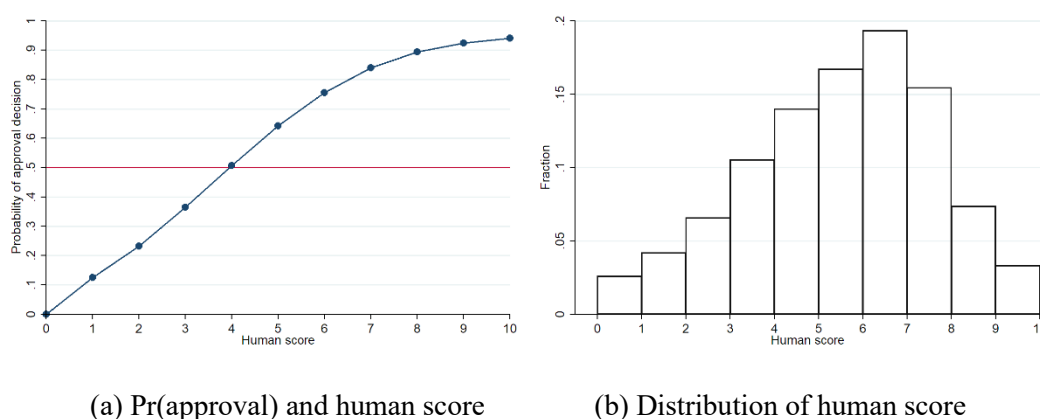 Probability of approval decision
0 .1 .2 .3 .4 .5 .6 .7 .8 .9 1
0 1 2 3 4 5 6 7 8 9 10
Human score
Fraction
0 .05 .1 .15 .2
0 1 2 3 4 5 6 7 8 9 1
Human score
(a) Pr(approval) and human score
(b) Distribution of human score